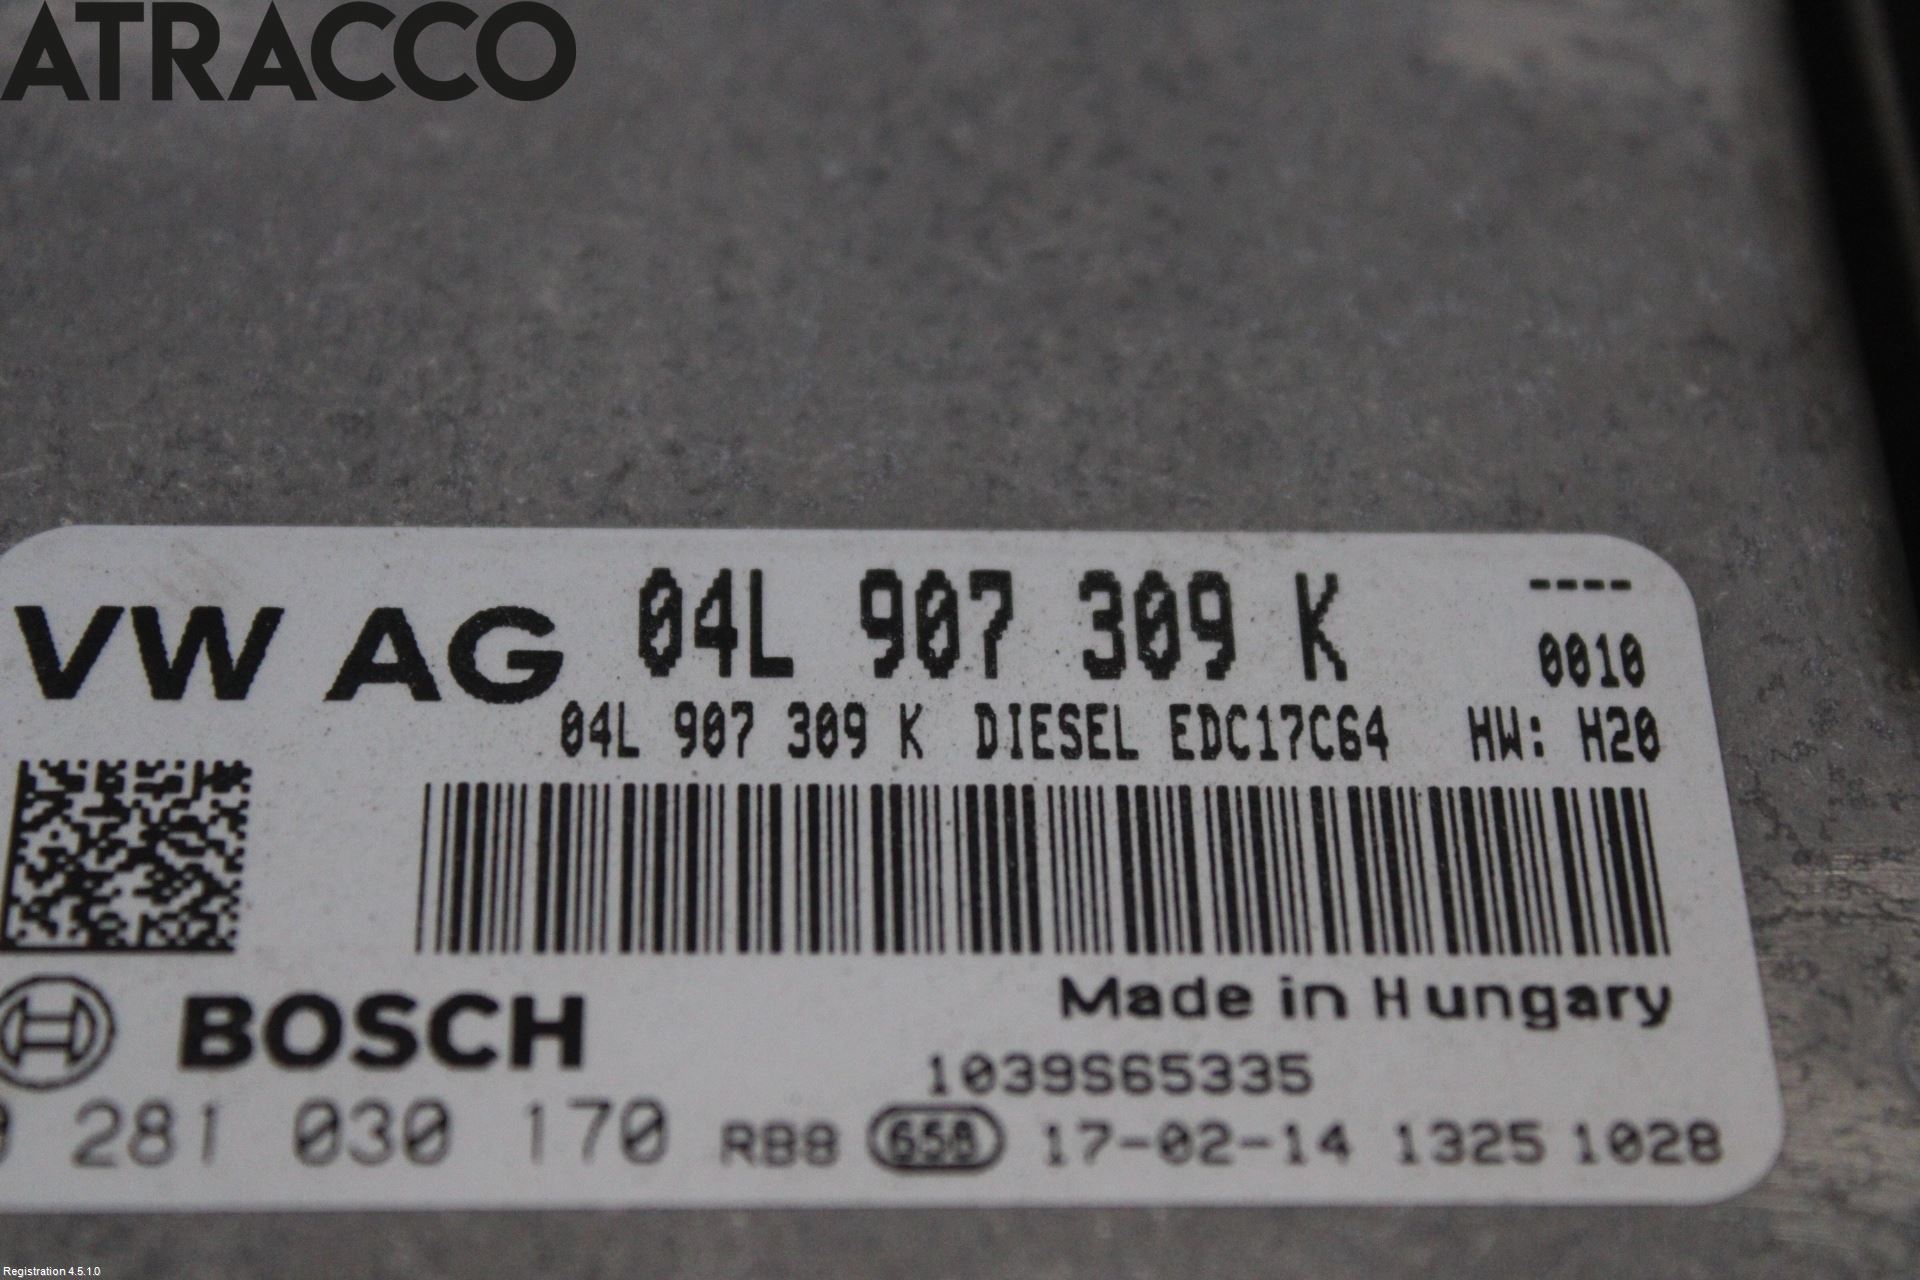 ATRACCO
VW AG 04L 907 309 K ----
0010
04L 907 309 K DIESEL EDC17C64 HW: H20
BOSCH Made in Hungary
1039S65335
0 281 030 170 RB8 658 17-02-14 1325 1028
Registration 4.5.1.0